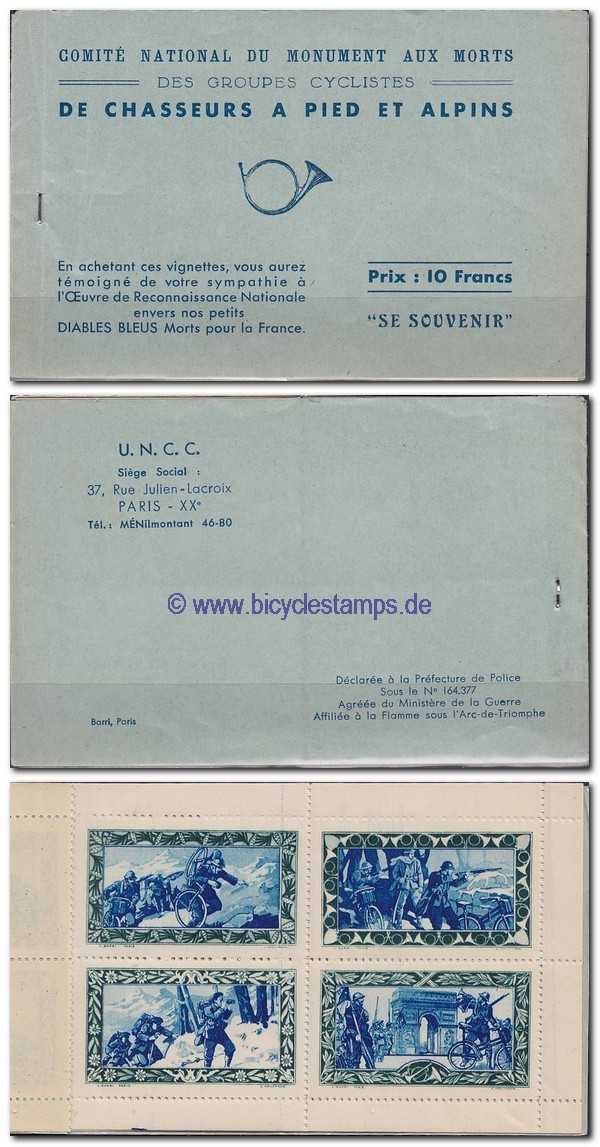 COMITÉ NATIONAL DU MONUMENT AUX MORTS
DES GROUPES CYCLISTES
DE CHASSEURS A PIED ET ALPINS
En achetant ces vignettes, vous aurez
témoigné de votre sympathie à
l'Œuvre de Reconnaissance Nationale
envers nos petits
DIABLES BLEUS Morts pour la France.
Prix : 10 Francs
"SE SOUVENIR"
U. N. C. C.
Siège Social :
37, Rue Julien-Lacroix
PARIS - XXe
Tél. : MÉNilmontant 46-80
© www.bicyclestamps.de
Déclarée à la Préfecture de Police
Sous le No 164.377
Agréée du Ministère de la Guerre
Affiliée à la Flamme sous l'Arc-de-Triomphe
Barri, Paris